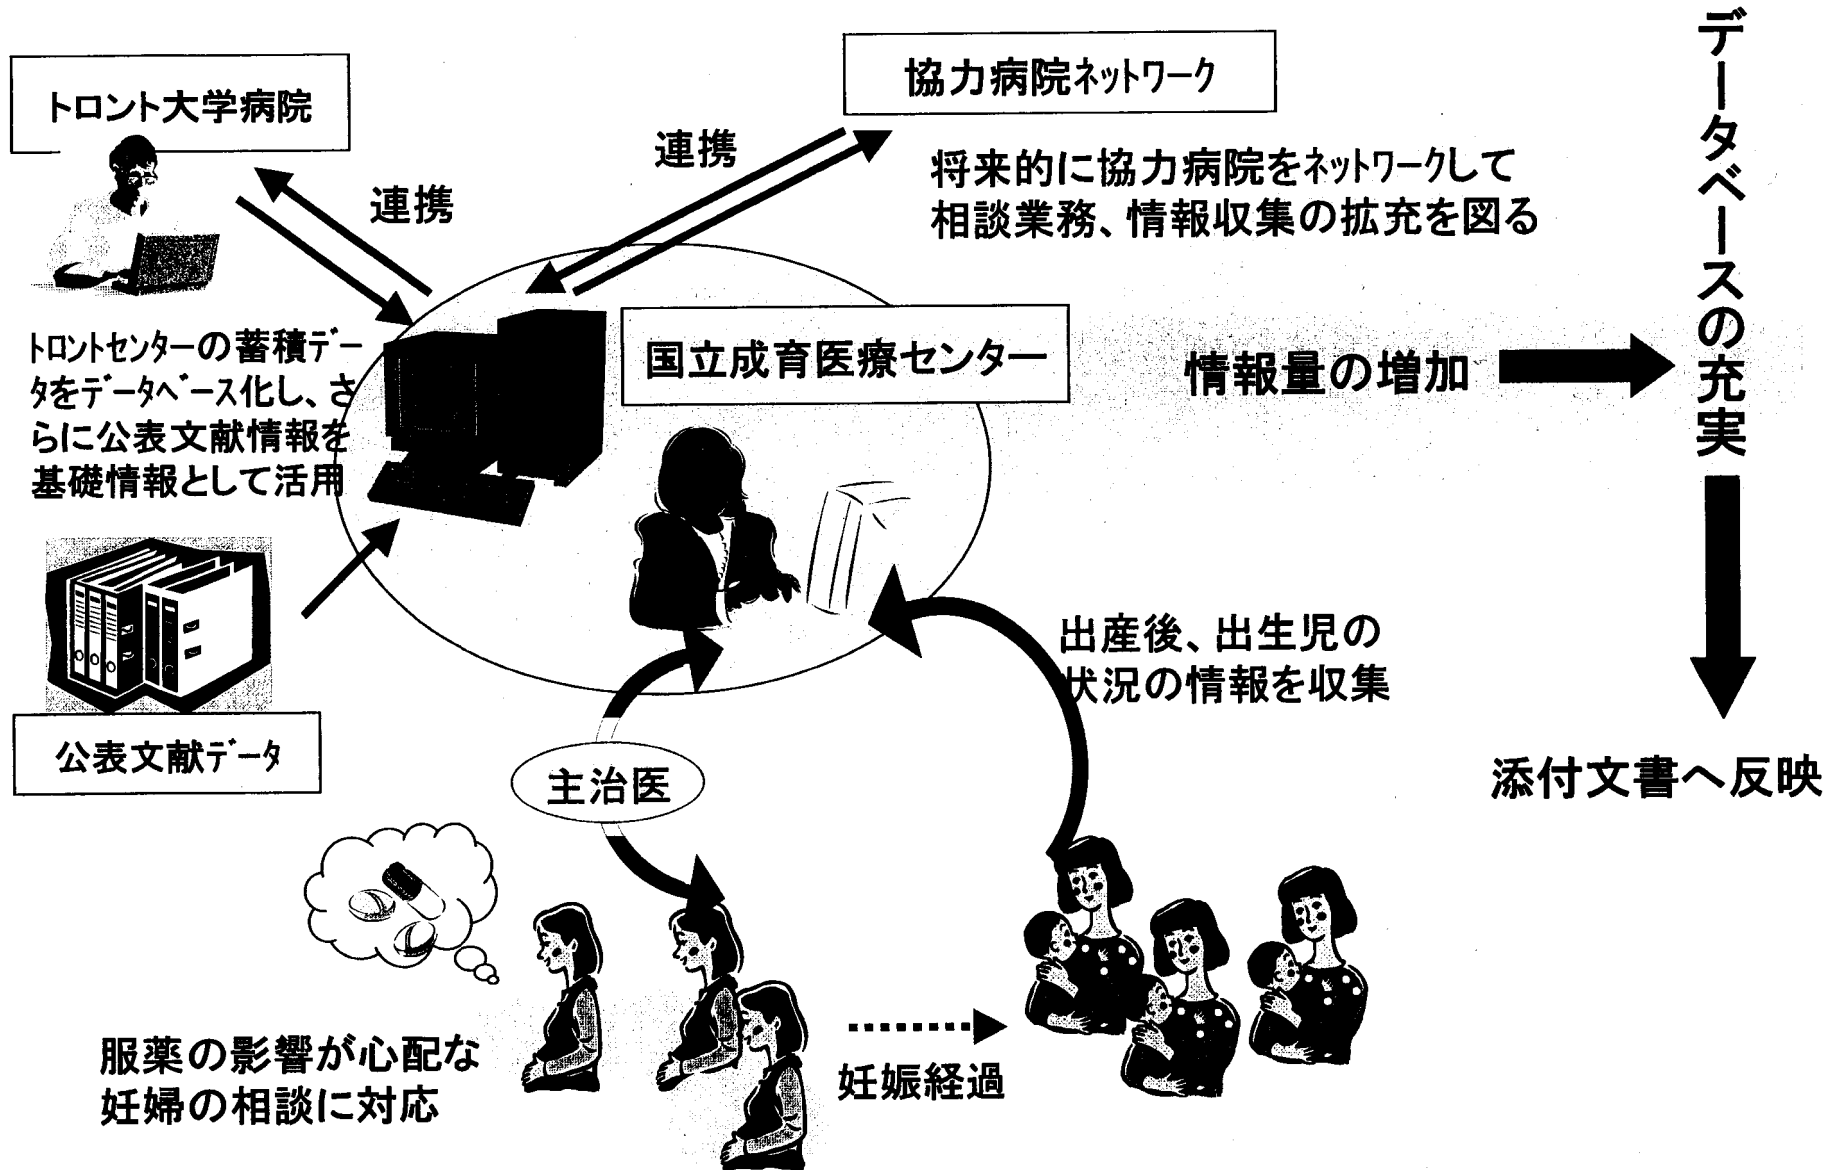 トロント大学病院
協力病院ネットワーク
連携
連携
将来的に協力病院をネットワークして
相談業務、情報収集の拡充を図る
データベースの充実
国立成育医療センター
情報量の増加
トロントセンターの蓄積デー
タをデータベース化し、さ
らに公表文献情報を
基礎情報として活用
公表文献データ
出産後、出生児の
状況の情報を収集
主治医
添付文書へ反映
服薬の影響が心配な
妊婦の相談に対応
妊娠経過